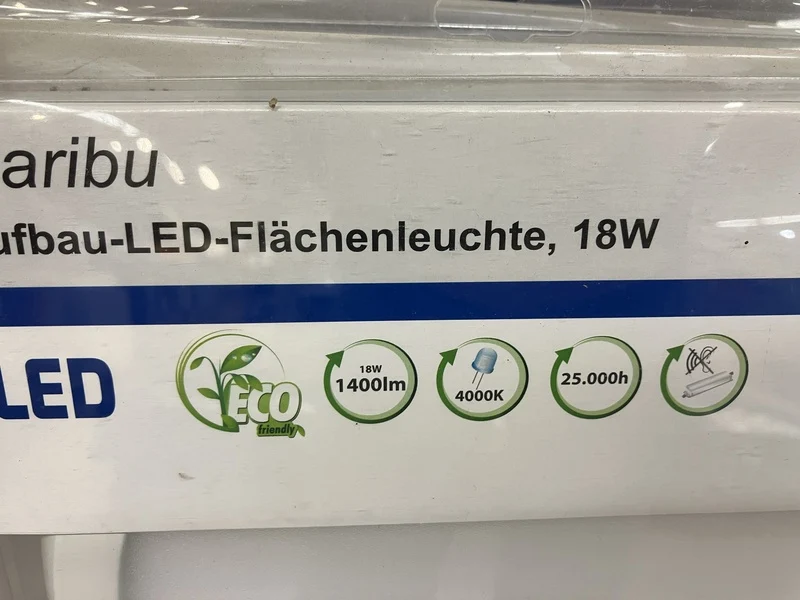 aribu
ufbau-LED-Flächenleuchte, 18W
LED
ECO
friendly
18W
1400lm
4000K
25.000h